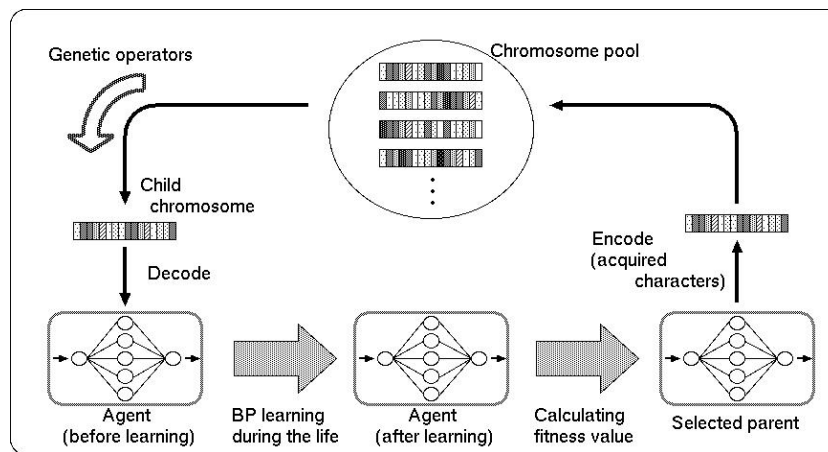 Genetic operators
Chromosome pool
Child
chromosome
Decode
Encode
(acquired
characters)
Agent
(before learning)
BP learning
during the life
Agent
(after learning)
Calculating
fitness value
Selected parent